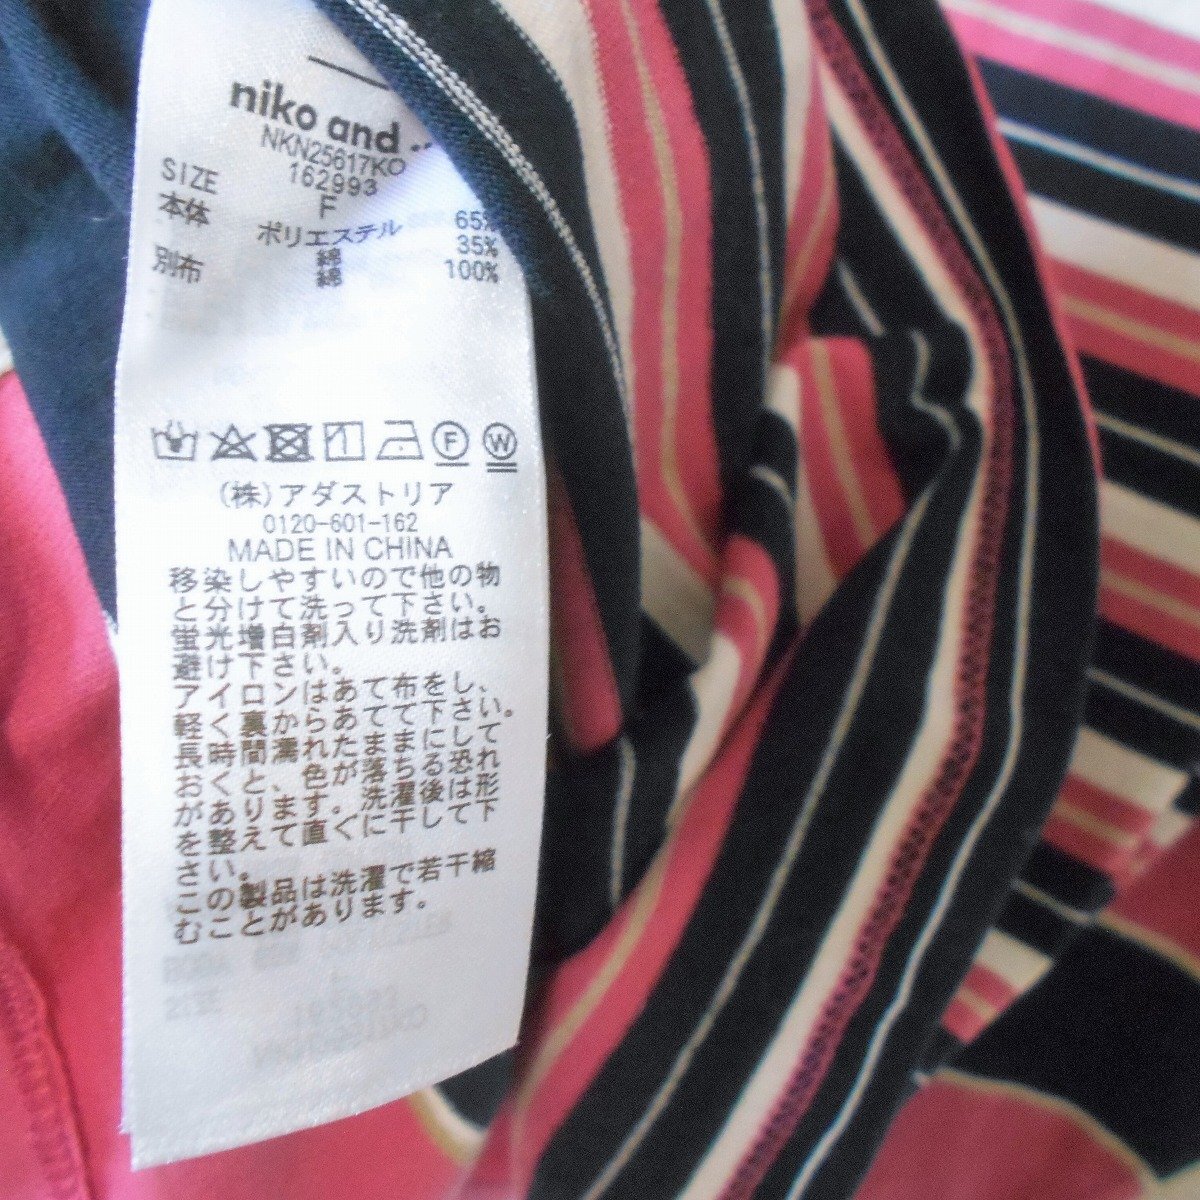 niko and ...
NKN25617KO
162993
SIZE F
本体 ポリエステル 65%
綿 35%
別布 綿 100%
F W
(株)アダストリア
0120-601-162
MADE IN CHINA
移染しやすいので他の物
と分けて洗って下さい。
蛍光増白剤入り洗剤はお
避け下さい。
アイロンはあて布をし、
軽く裏からあてて下さい。
長時間濡れたままにして
おくと、色が落ちる恐れ
があります。洗濯後は形
を整えて直ぐに干して下
さい。
この製品は洗濯で若干縮
むことがあります。